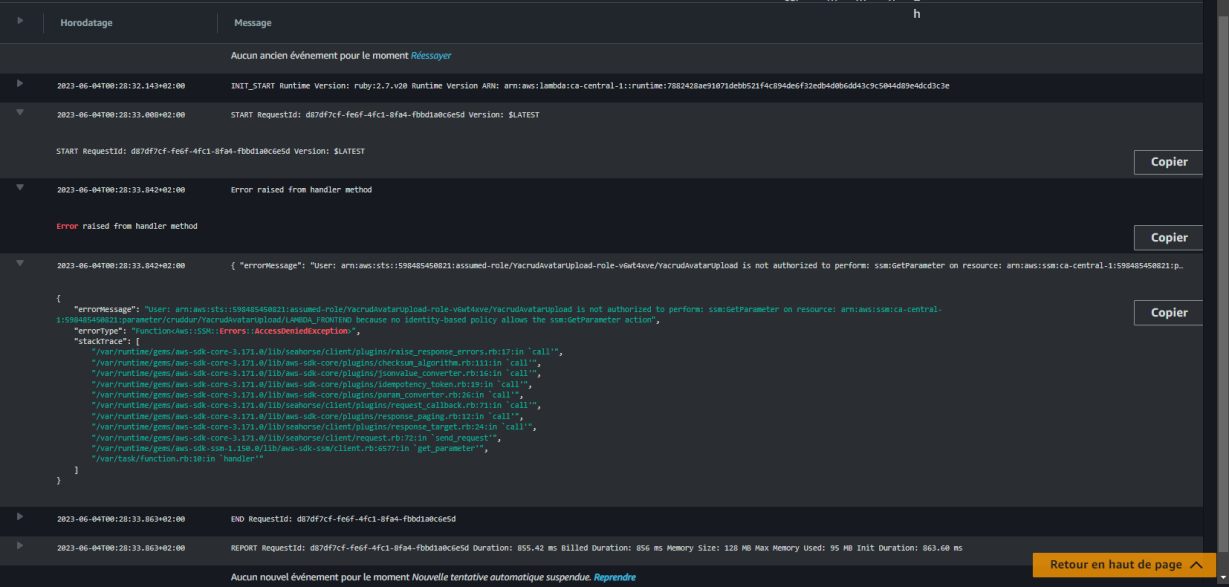 h
Horodatage Message
Aucun ancien événement pour le moment Réessayer
2023-06-04T00:28:32.143+02:00 INIT_START Runtime Version: ruby:2.7.v20 Runtime Version ARN: arn:aws:lambda:ca-central-1::runtime:7882428ae91071debb521f4c894de6f32edb4d0b6dd43c9c5044d89e4dcd3c3e
2023-06-04T00:28:33.008+02:00 START RequestId: d87df7cf-fe6f-4fc1-8fa4-fbbd1a0c6e5d Version: $LATEST
START RequestId: d87df7cf-fe6f-4fc1-8fa4-fbbd1a0c6e5d Version: $LATEST
Copier
2023-06-04T00:28:33.842+02:00 Error raised from handler method
Error raised from handler method
Copier
2023-06-04T00:28:33.842+02:00 { "errorMessage": "User: arn:aws:sts::598485450821:assumed-role/YacrudAvatarUpload-role-v6wt4xve/YacrudAvatarUpload is not authorized to perform: ssm:GetParameter on resource: arn:aws:ssm:ca-central-1:598485450821:p…
{
"errorMessage": "User: arn:aws:sts::598485450821:assumed-role/YacrudAvatarUpload-role-v6wt4xve/YacrudAvatarUpload is not authorized to perform: ssm:GetParameter on resource: arn:aws:ssm:ca-central-
1:598485450821:parameter/cruddur/YacrudAvatarUpload/LAMBDA_FRONTEND because no identity-based policy allows the ssm:GetParameter action",
Copier
"errorType": "Function<Aws::SSM::Errors::AccessDeniedException>",
"stackTrace": [
"/var/runtime/gems/aws-sdk-core-3.171.0/lib/seahorse/client/plugins/raise_response_errors.rb:17:in `call'",
"/var/runtime/gems/aws-sdk-core-3.171.0/lib/aws-sdk-core/plugins/checksum_algorithm.rb:111:in `call'",
"/var/runtime/gems/aws-sdk-core-3.171.0/lib/aws-sdk-core/plugins/jsonvalue_converter.rb:16:in `call'",
"/var/runtime/gems/aws-sdk-core-3.171.0/lib/aws-sdk-core/plugins/idempotency_token.rb:19:in `call'",
"/var/runtime/gems/aws-sdk-core-3.171.0/lib/aws-sdk-core/plugins/param_converter.rb:26:in `call'",
"/var/runtime/gems/aws-sdk-core-3.171.0/lib/seahorse/client/plugins/request_callback.rb:71:in `call'",
"/var/runtime/gems/aws-sdk-core-3.171.0/lib/aws-sdk-core/plugins/response_paging.rb:12:in `call'",
"/var/runtime/gems/aws-sdk-core-3.171.0/lib/seahorse/client/plugins/response_target.rb:24:in `call'",
"/var/runtime/gems/aws-sdk-core-3.171.0/lib/seahorse/client/request.rb:72:in `send_request'",
"/var/runtime/gems/aws-sdk-ssm-1.150.0/lib/aws-sdk-ssm/client.rb:6577:in `get_parameter'",
"/var/task/function.rb:10:in `handler'"
]
}
2023-06-04T00:28:33.863+02:00 END RequestId: d87df7cf-fe6f-4fc1-8fa4-fbbd1a0c6e5d
2023-06-04T00:28:33.863+02:00 REPORT RequestId: d87df7cf-fe6f-4fc1-8fa4-fbbd1a0c6e5d Duration: 855.42 ms Billed Duration: 856 ms Memory Size: 128 MB Max Memory Used: 95 MB Init Duration: 863.60 ms
Retour en haut de page
Aucun nouvel événement pour le moment Nouvelle tentative automatique suspendue. Reprendre